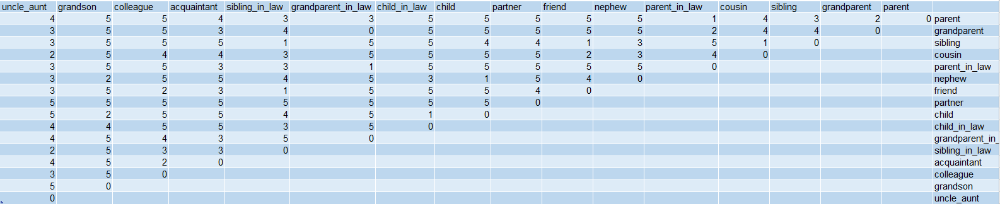 uncle_aunt grandson colleague acquaintant sibling_in_law grandparent_in_law child_in_law child partner friend nephew parent_in_law cousin sibling grandparent parent
4 5 5 4 3 3 5 5 5 5 5 1 4 3 2 0 parent
3 5 5 3 4 0 5 5 5 5 5 2 4 4 0 grandparent
3 5 5 5 1 5 5 4 4 1 3 5 1 0 sibling
2 5 4 4 3 5 5 5 5 2 3 4 0 cousin
3 5 5 3 3 1 5 5 5 5 5 0 parent_in_law
3 2 5 5 4 5 3 1 5 4 0 nephew
3 5 2 3 1 5 5 5 4 0 friend
5 5 5 5 5 5 5 5 0 partner
5 2 5 5 4 5 1 0 child
4 4 5 5 3 5 0 child_in_law
4 5 4 3 5 0 grandparent_in_
2 5 3 3 0 sibling_in_law
4 5 2 0 acquaintant
3 5 0 colleague
5 0 grandson
0 uncle_aunt